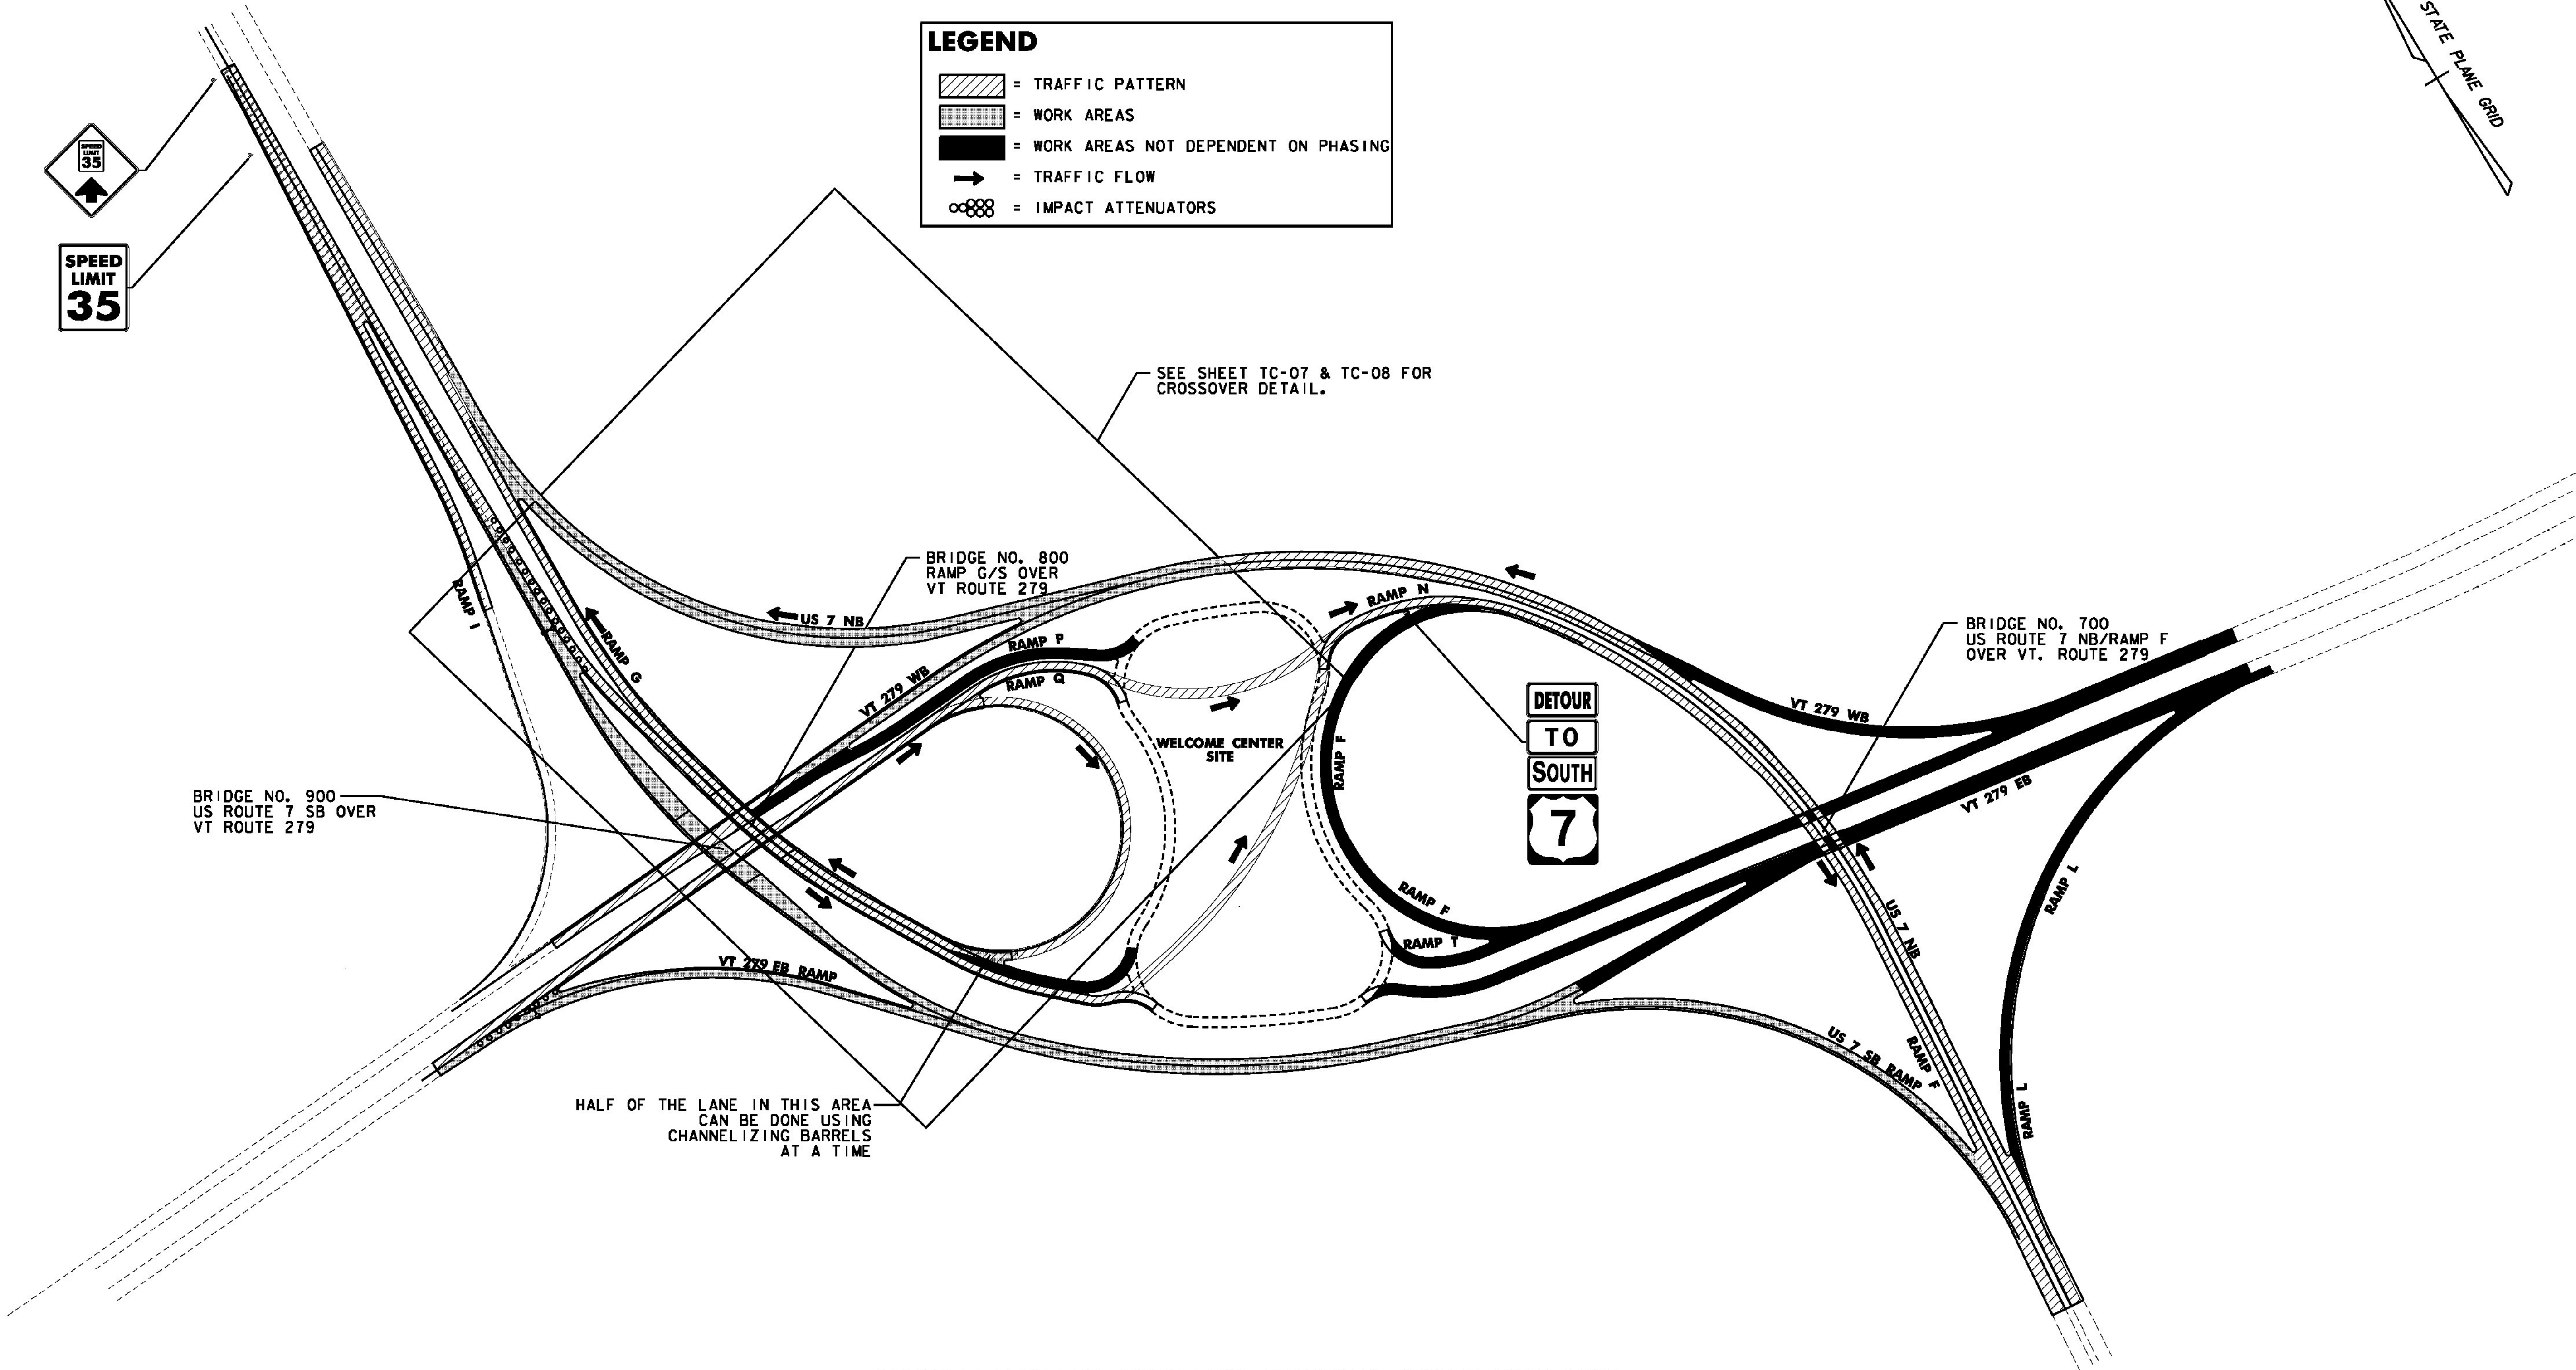 STATE PLANE GRID
LEGEND
= TRAFFIC PATTERN
= WORK AREAS
= WORK AREAS NOT DEPENDENT ON PHASING
= TRAFFIC FLOW
= IMPACT ATTENUATORS
SPEED
LIMIT
35
SPEED
LIMIT
35
SEE SHEET TC-07 & TC-08 FOR
CROSSOVER DETAIL.
BRIDGE NO. 800
RAMP G/S OVER
VT ROUTE 279
RAMP I
RAMP G
US 7 NB
RAMP P
RAMP Q
VT 279 WB
RAMP N
WELCOME CENTER
SITE
RAMP F
DETOUR
TO
SOUTH
7
BRIDGE NO. 700
US ROUTE 7 NB/RAMP F
OVER VT. ROUTE 279
VT 279 WB
VT 279 EB
BRIDGE NO. 900
US ROUTE 7 SB OVER
VT ROUTE 279
RAMP F
RAMP T
RAMP L
US 7 NB
VT 279 EB RAMP
US 7 SB RAMP
RAMP F
RAMP L
HALF OF THE LANE IN THIS AREA
CAN BE DONE USING
CHANNELIZING BARRELS
AT A TIME